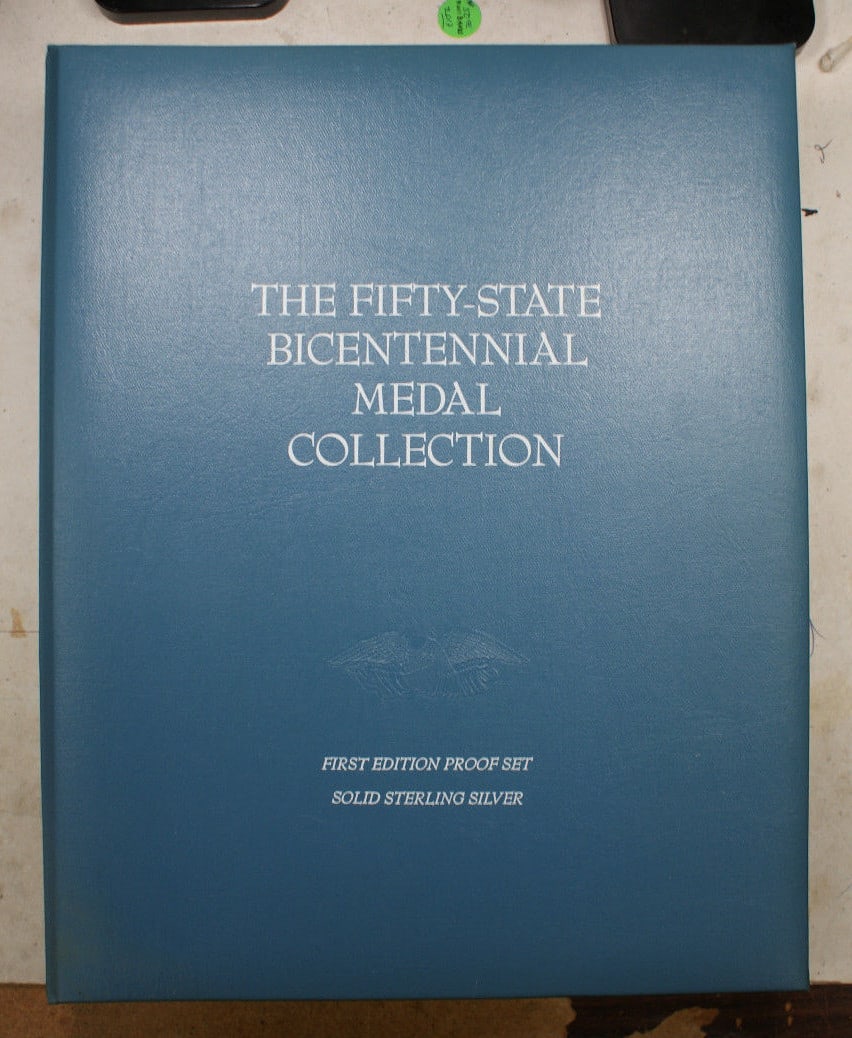 THE FIFTY-STATE
BICENTENNIAL
MEDAL
COLLECTION
FIRST EDITION PROOF SET
SOLID STERLING SILVER